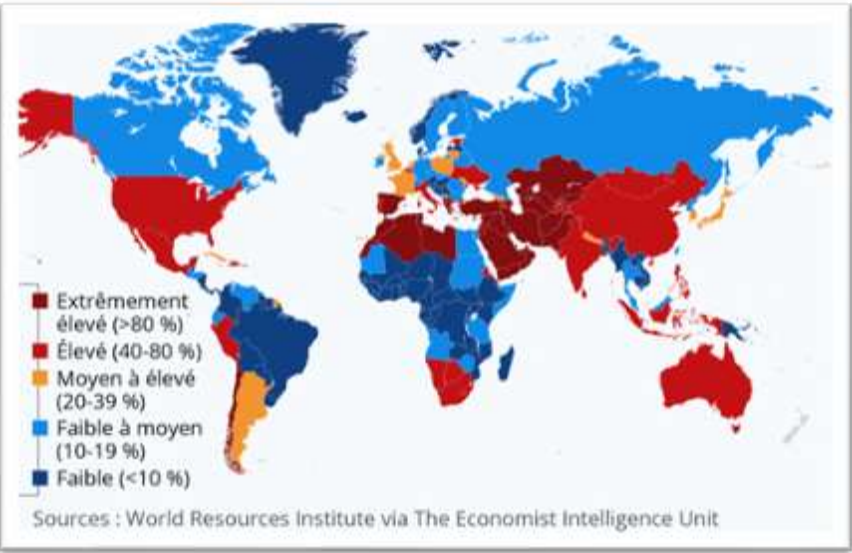 Extrêmement
élevé (>80 %)
Élevé (40-80 %)
Moyen à élevé
(20-39 %)
Faible à moyen
(10-19 %)
Faible (<10 %)
Sources : World Resources Institute via The Economist Intelligence Unit